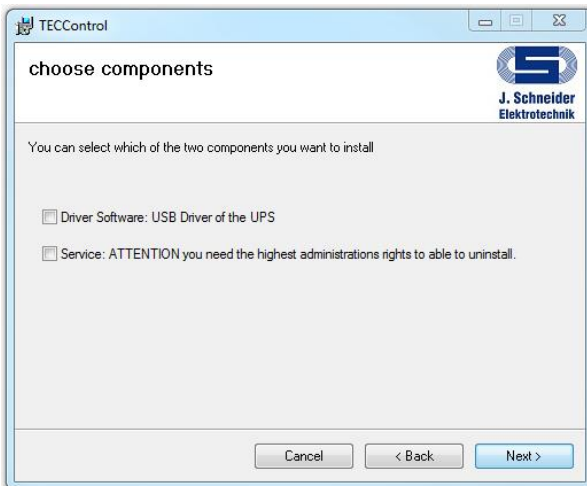 TECControl
choose components
J. Schneider
Elektrotechnik
You can select which of the two components you want to install
Driver Software: USB Driver of the UPS
Service: ATTENTION you need the highest administrations rights to able to uninstall.
Cancel
< Back
Next >